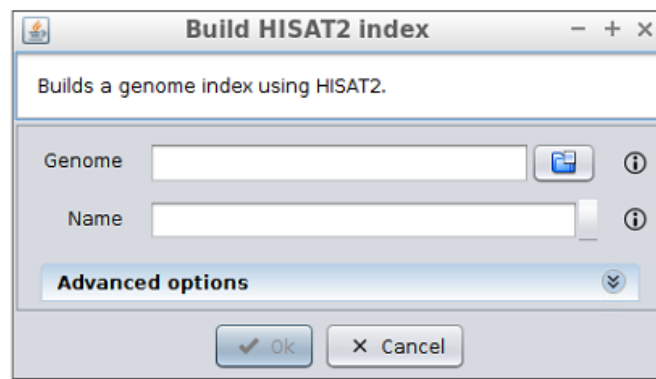 Build HISAT2 index
Builds a genome index using HISAT2.
Genome
Name
Advanced options
Ok
Cancel